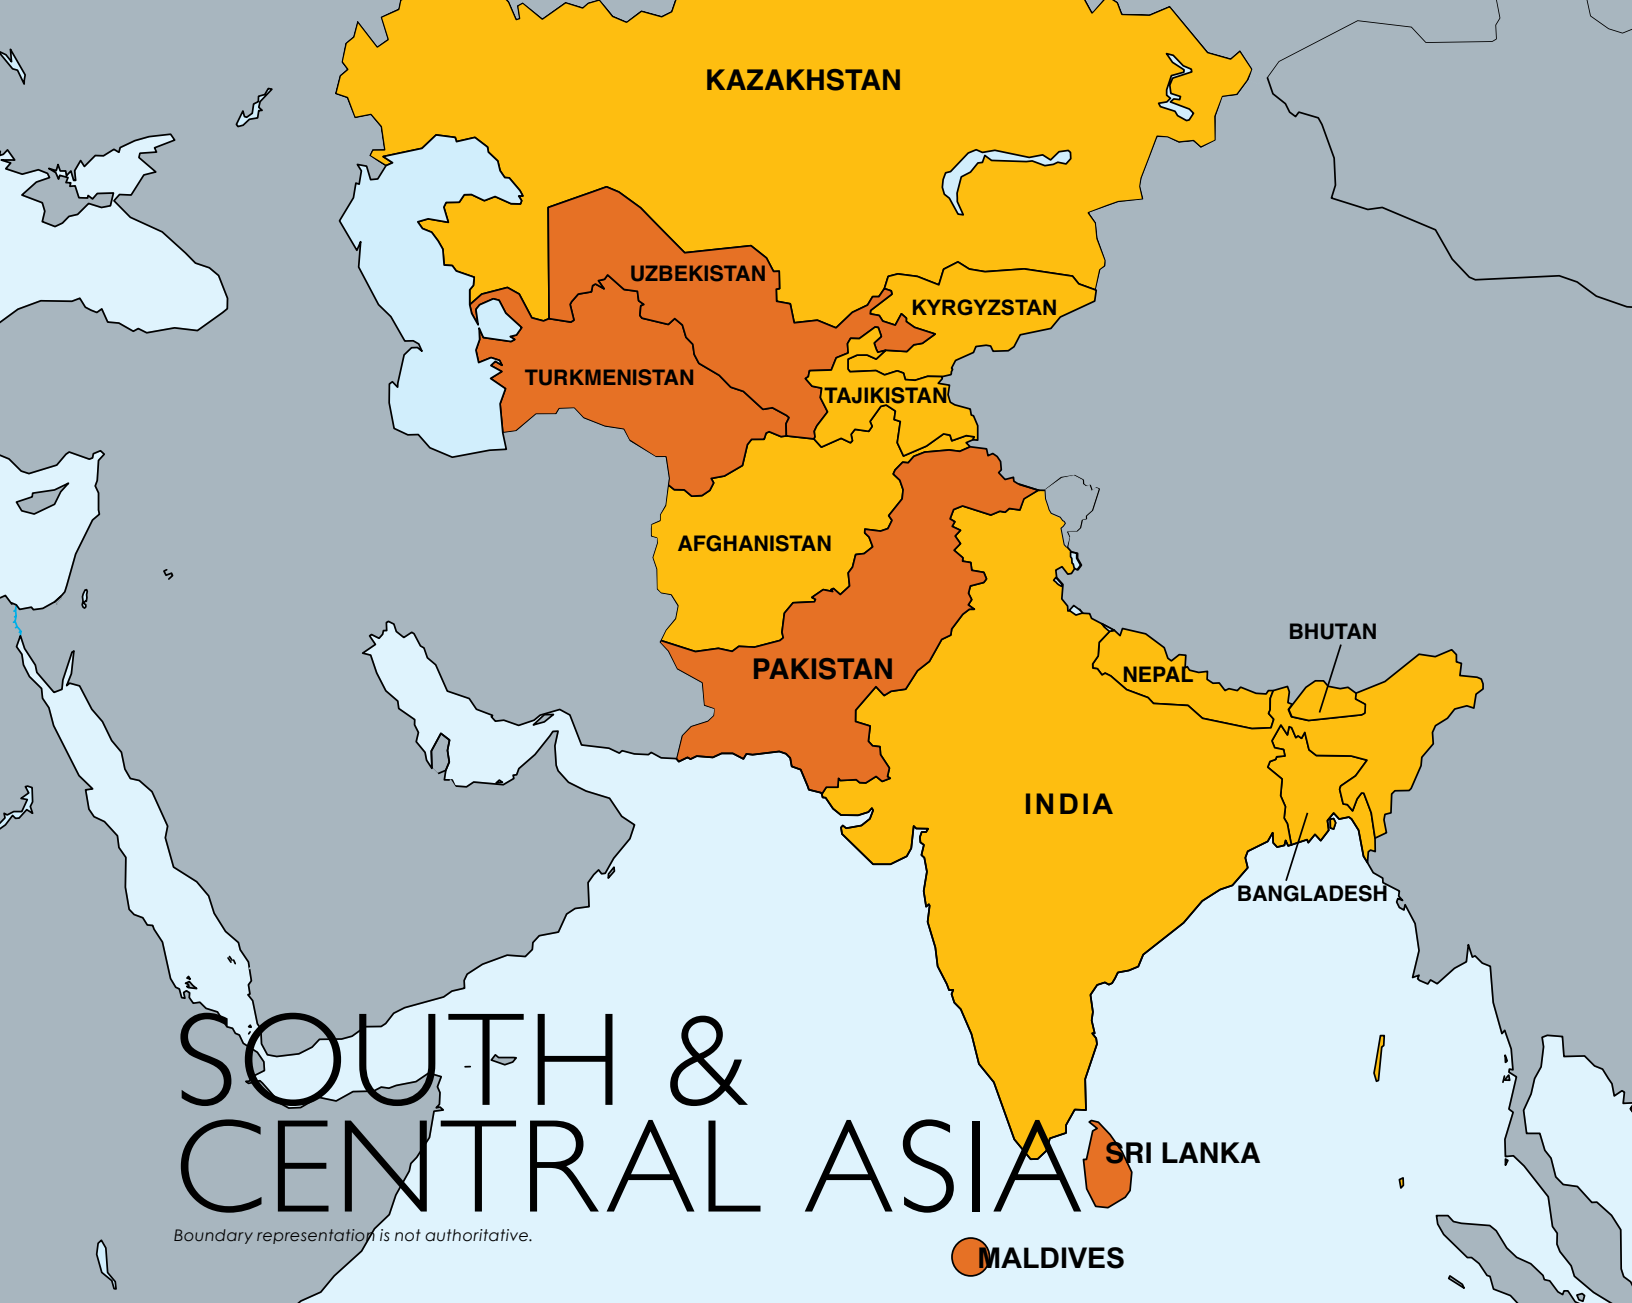 KAZAKHSTAN
UZBEKISTAN
KYRGYZSTAN
TURKMENISTAN
TAJIKISTAN
AFGHANISTAN
BHUTAN
PAKISTAN
NEPAL
INDIA
BANGLADESH
SOUTH &
CENTRAL ASIA
SRI LANKA
Boundary representation is not authoritative.
MALDIVES